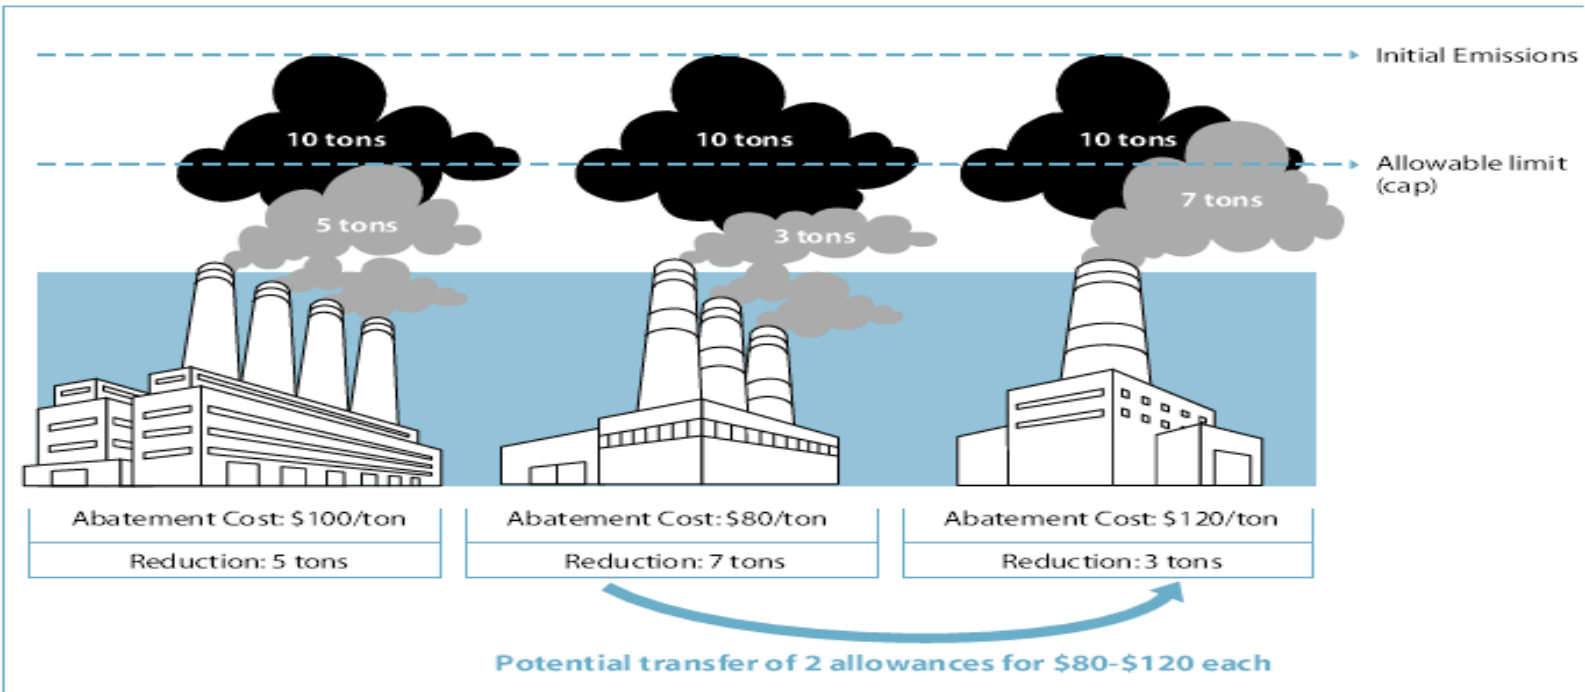 Initial Emissions
10 tons
10 tons
10 tons
Allowable limit
(cap)
5 tons
3 tons
7 tons
Abatement Cost: $100/ton
Reduction: 5 tons
Abatement Cost: $80/ton
Reduction: 7 tons
Abatement Cost: $120/ton
Reduction: 3 tons
Potential transfer of 2 allowances for $80-$120 each